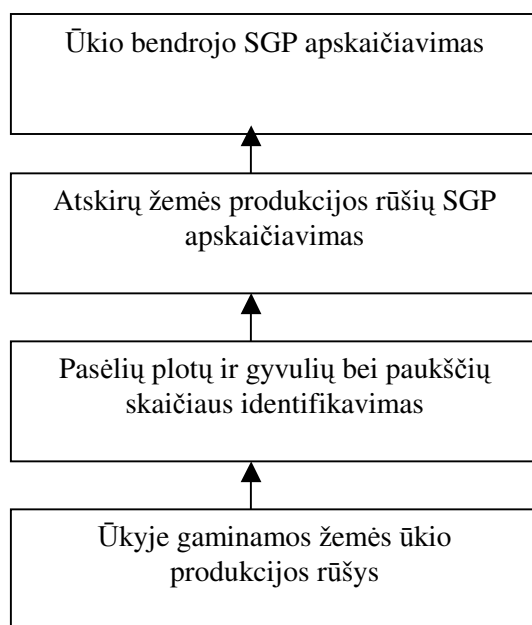 Ūkio bendrojo SGP apskaičiavimas
Atskirų žemės produkcijos rūšių SGP
apskaičiavimas
Pasėlių plotų ir gyvulių bei paukščių
skaičiaus identifikavimas
Ūkyje gaminamos žemės ūkio
produkcijos rūšys